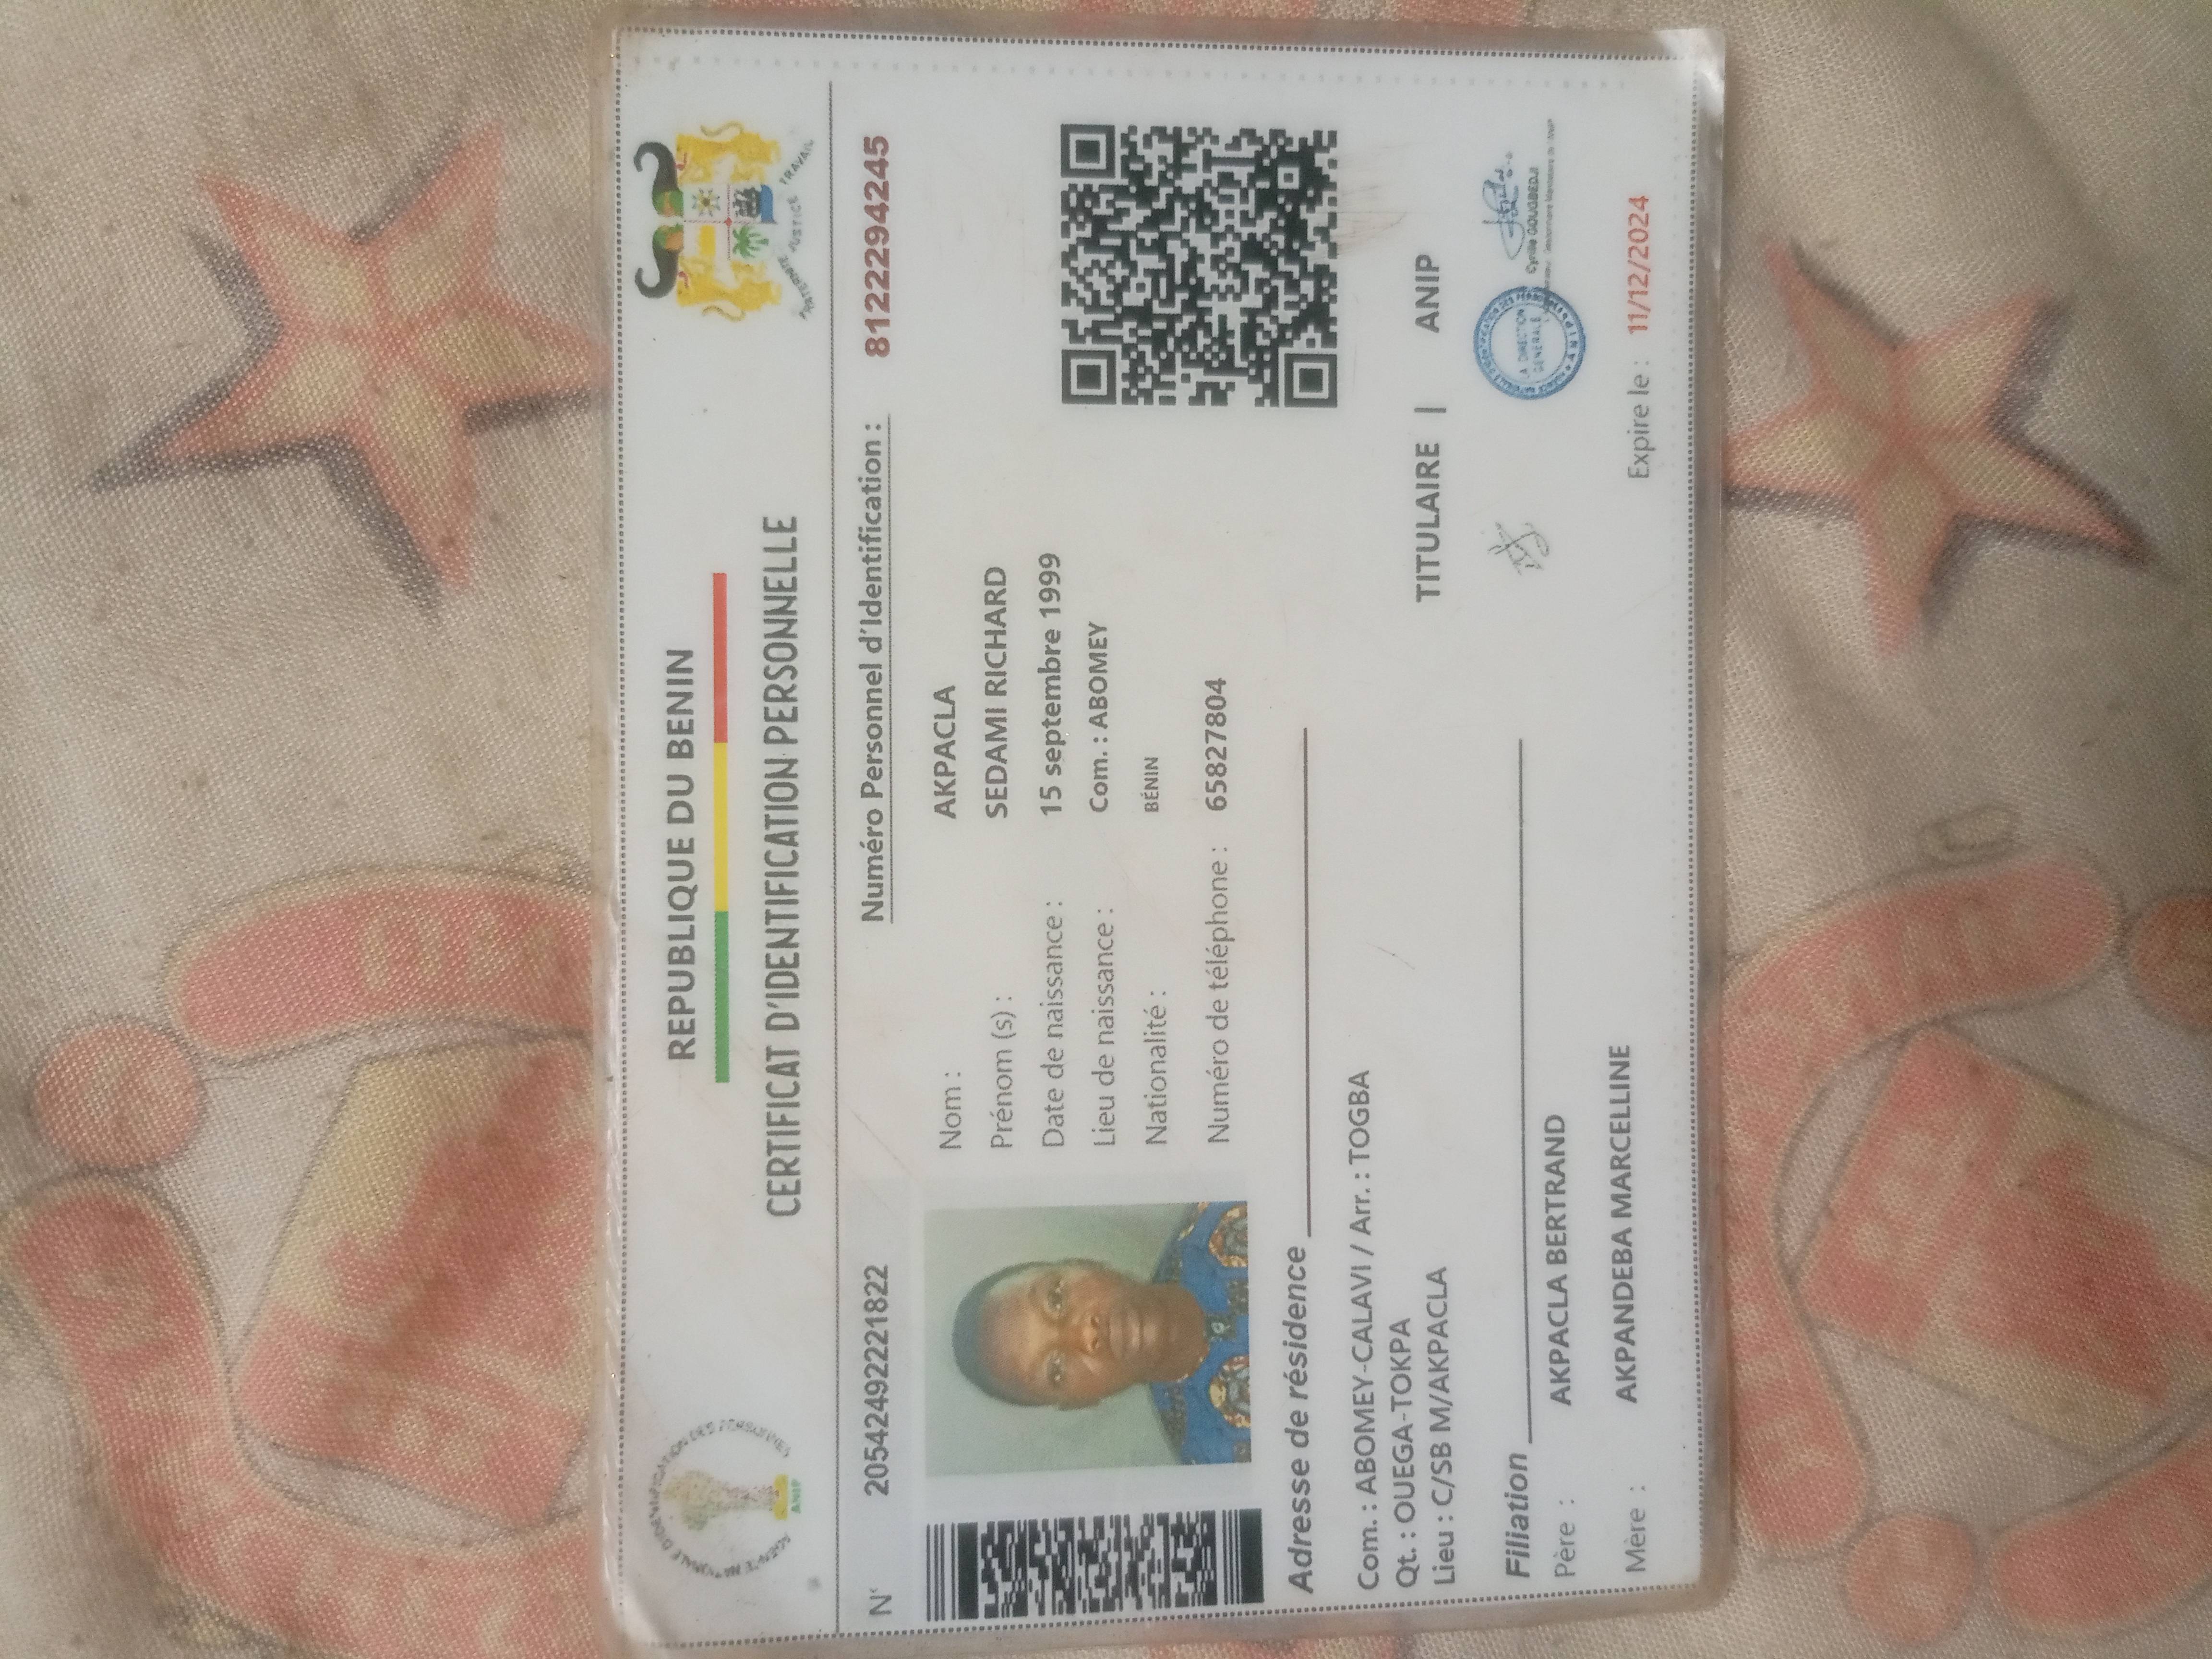 REPUBLIQUE DU BENIN
CERTIFICAT D'IDENTIFICATION PERSONNELLE
AGENCE NATIONALE D'IDENTIFICATION DES PERSONNES
ANIP
FRATERNITE JUSTICE TRAVAIL
N° 2054249222221822
Numéro Personnel d'Identification : 8122294245
Nom : AKPACLA
Prénom (s) : SEDAMI RICHARD
Date de naissance : 15 septembre 1999
Lieu de naissance : Com. : ABOMEY
Nationalité : BÉNIN
Numéro de téléphone : 65827804
Adresse de résidence
Com. : ABOMEY-CALAVI / Arr. : TOGBA
Qt. : OUEGA-TOKPA
Lieu : C/SB M/AKPACLA
TITULAIRE | ANIP
LA DIRECTION GENERALE
Cyrille GOUGBEDJI
Filiation
Père : AKPACLA BERTRAND
Mère : AKPANDEBA MARCELLINE
Expire le : 11/12/2024